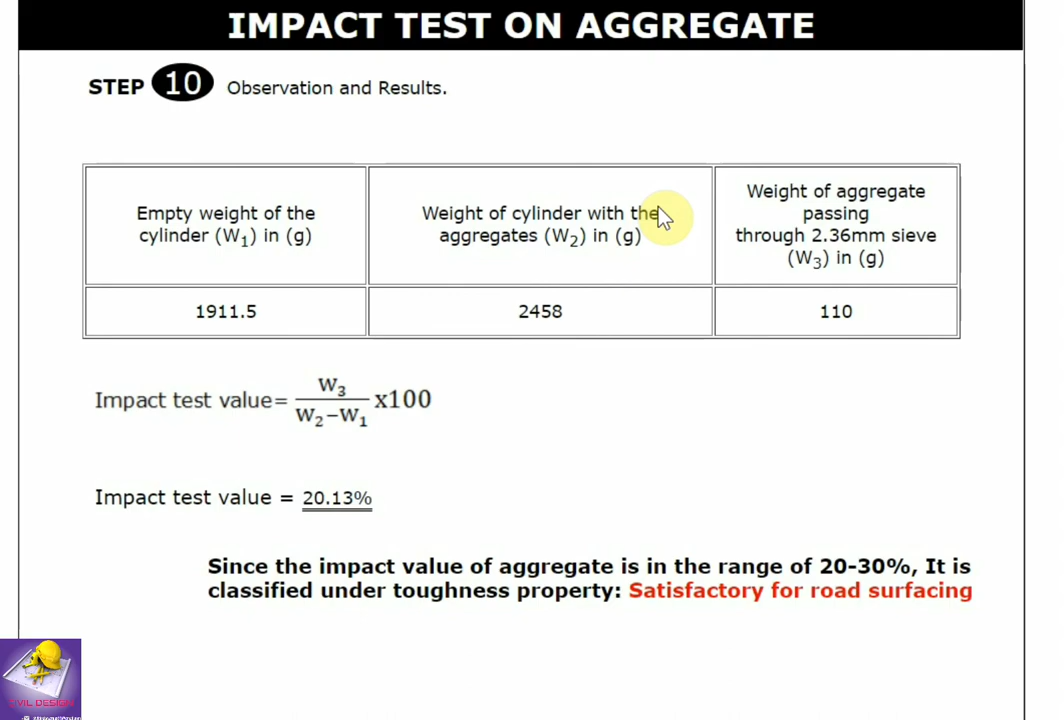 IMPACT TEST ON AGGREGATE
STEP 10 Observation and Results.
Empty weight of the
cylinder (W₁) in (g)
Weight of cylinder with the
aggregates (W₂) in (g)
Weight of aggregate
passing
through 2.36mm sieve
(W₃) in (g)
1911.5
2458
110
Impact test value= W₃/(W₂−W₁) x100
Impact test value = 20.13%
Since the impact value of aggregate is in the range of 20-30%, It is
classified under toughness property: Satisfactory for road surfacing
CIVIL DESIGN